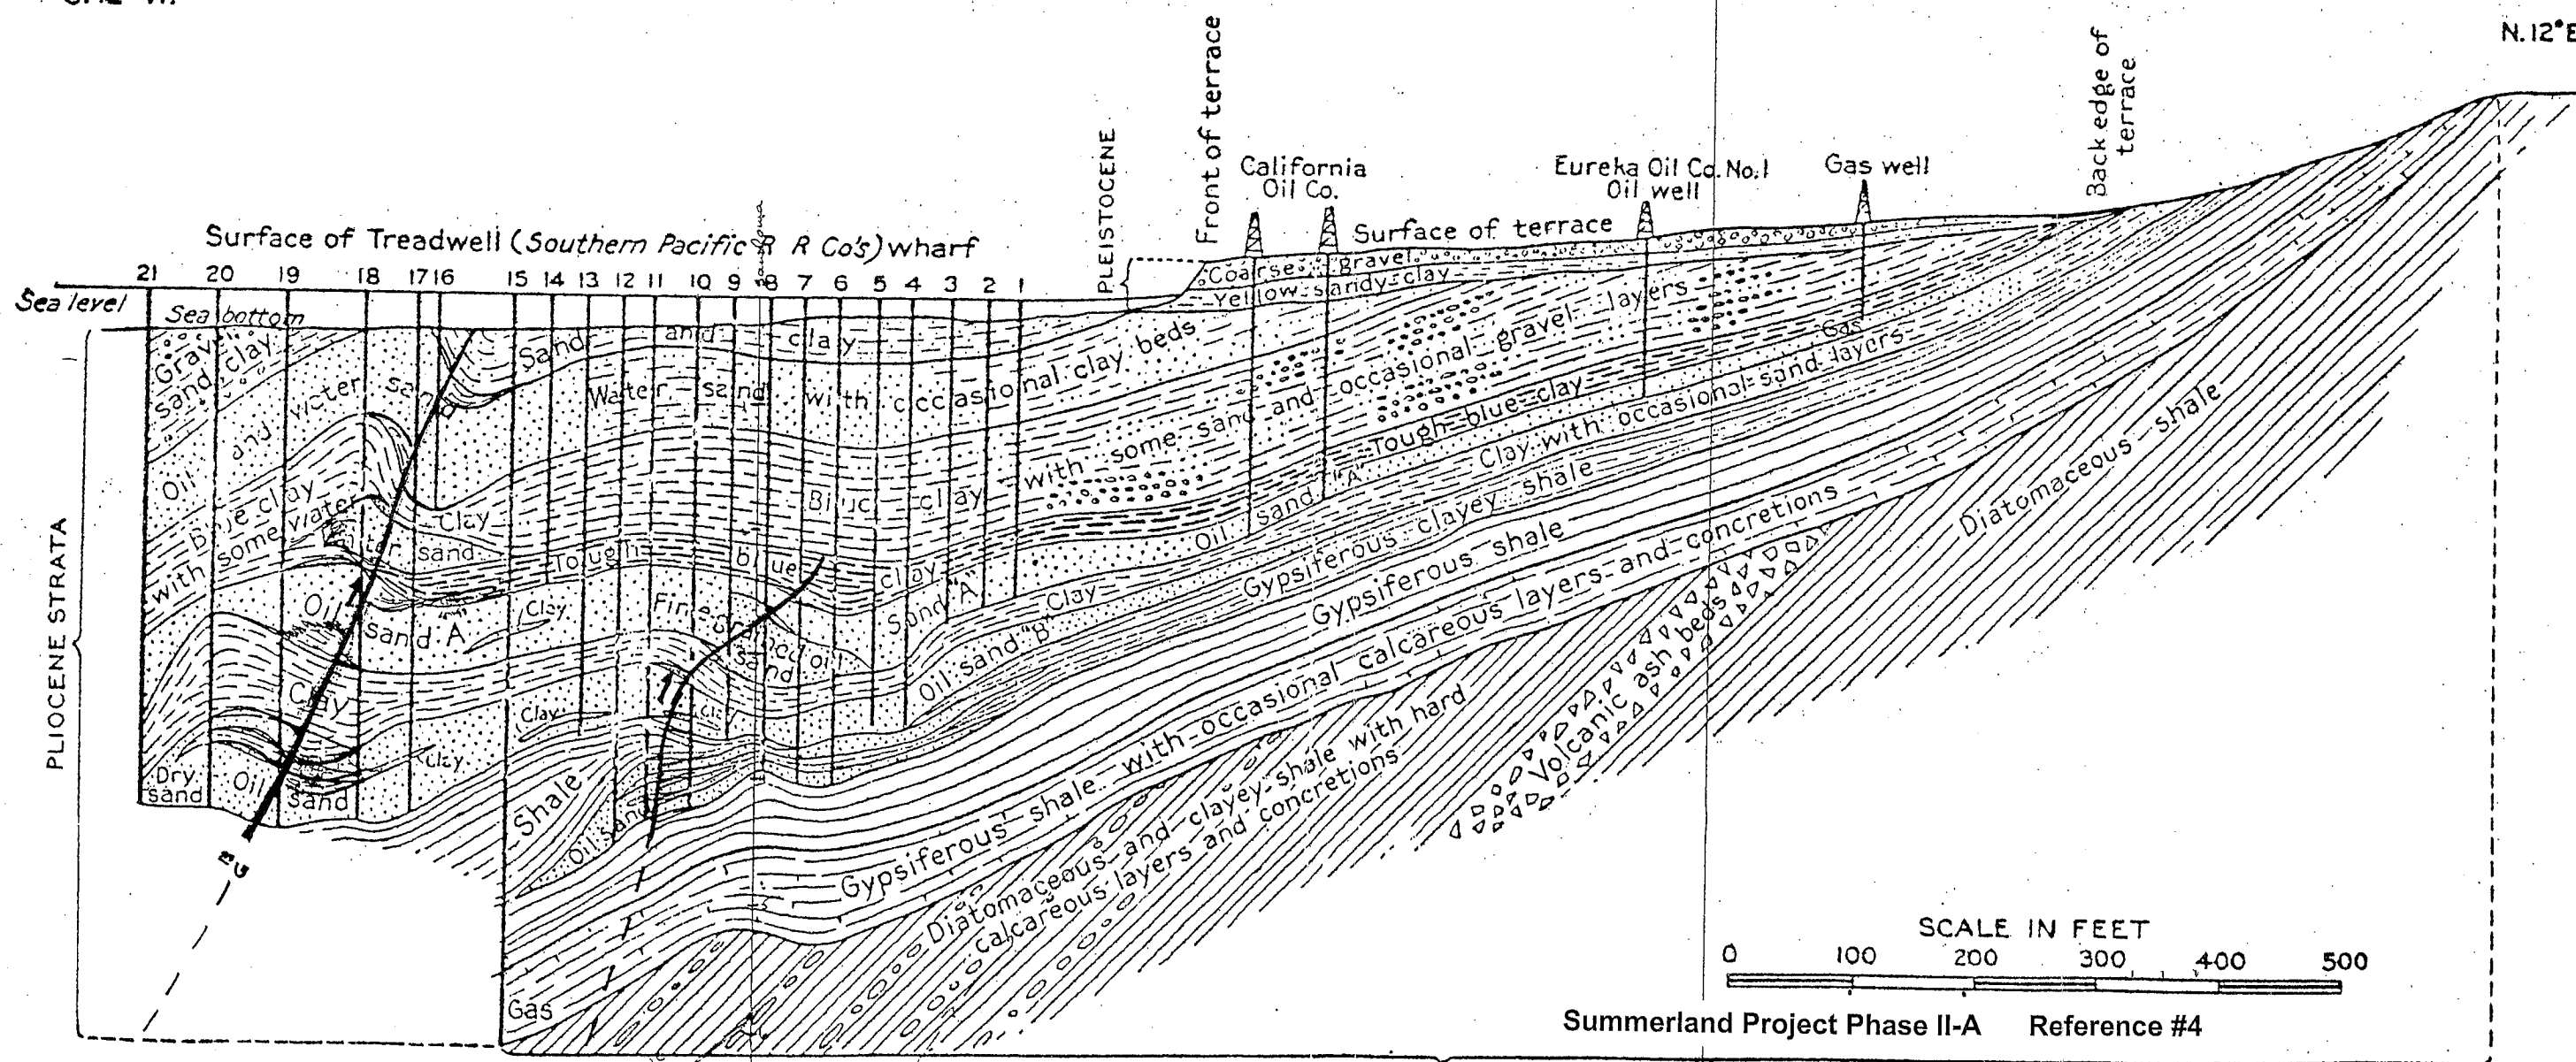 N.12°E
PLEISTOCENE
Front of terrace
Back edge of
terrace
California
Oil Co.
Eureka Oil Co. No.1
Oil well
Gas well
Surface of Treadwell (Southern Pacific R R Co's) wharf
Surface of terrace
21 20 19 18 17 16 15 14 13 12 11 10 9 8 7 6 5 4 3 2 1
Sea level
Sea bottom
Coarse gravel
Yellow sandy clay
Gravel
sand clay
Sand and clay
Oil and water sand
Water sand with occasional clay beds
Blue clay
with some water
Clay
sand
Blue clay with some sand and occasional gravel layers
Tough blue clay
Tough blue clay
Gas
Oil sand "A"
Clay
Fine grained oil
sand
Sand "A"
Oil sand "A"
Clay with occasional sand layers
Clay
Oil sand "B"
Gypsiferous clayey shale
Gypsiferous shale
Gypsiferous shale with occasional calcareous layers and concretions
Diatomaceous shale
Volcanic ash beds
Diatomaceous and clayey shale with hard
calcareous layers and concretions
Clay
Clay
Clay
Dry
sand
Oil sand
Shale
Oil sand
Gas
PLIOCENE STRATA
SCALE IN FEET
0 100 200 300 400 500
Summerland Project Phase II-A Reference #4